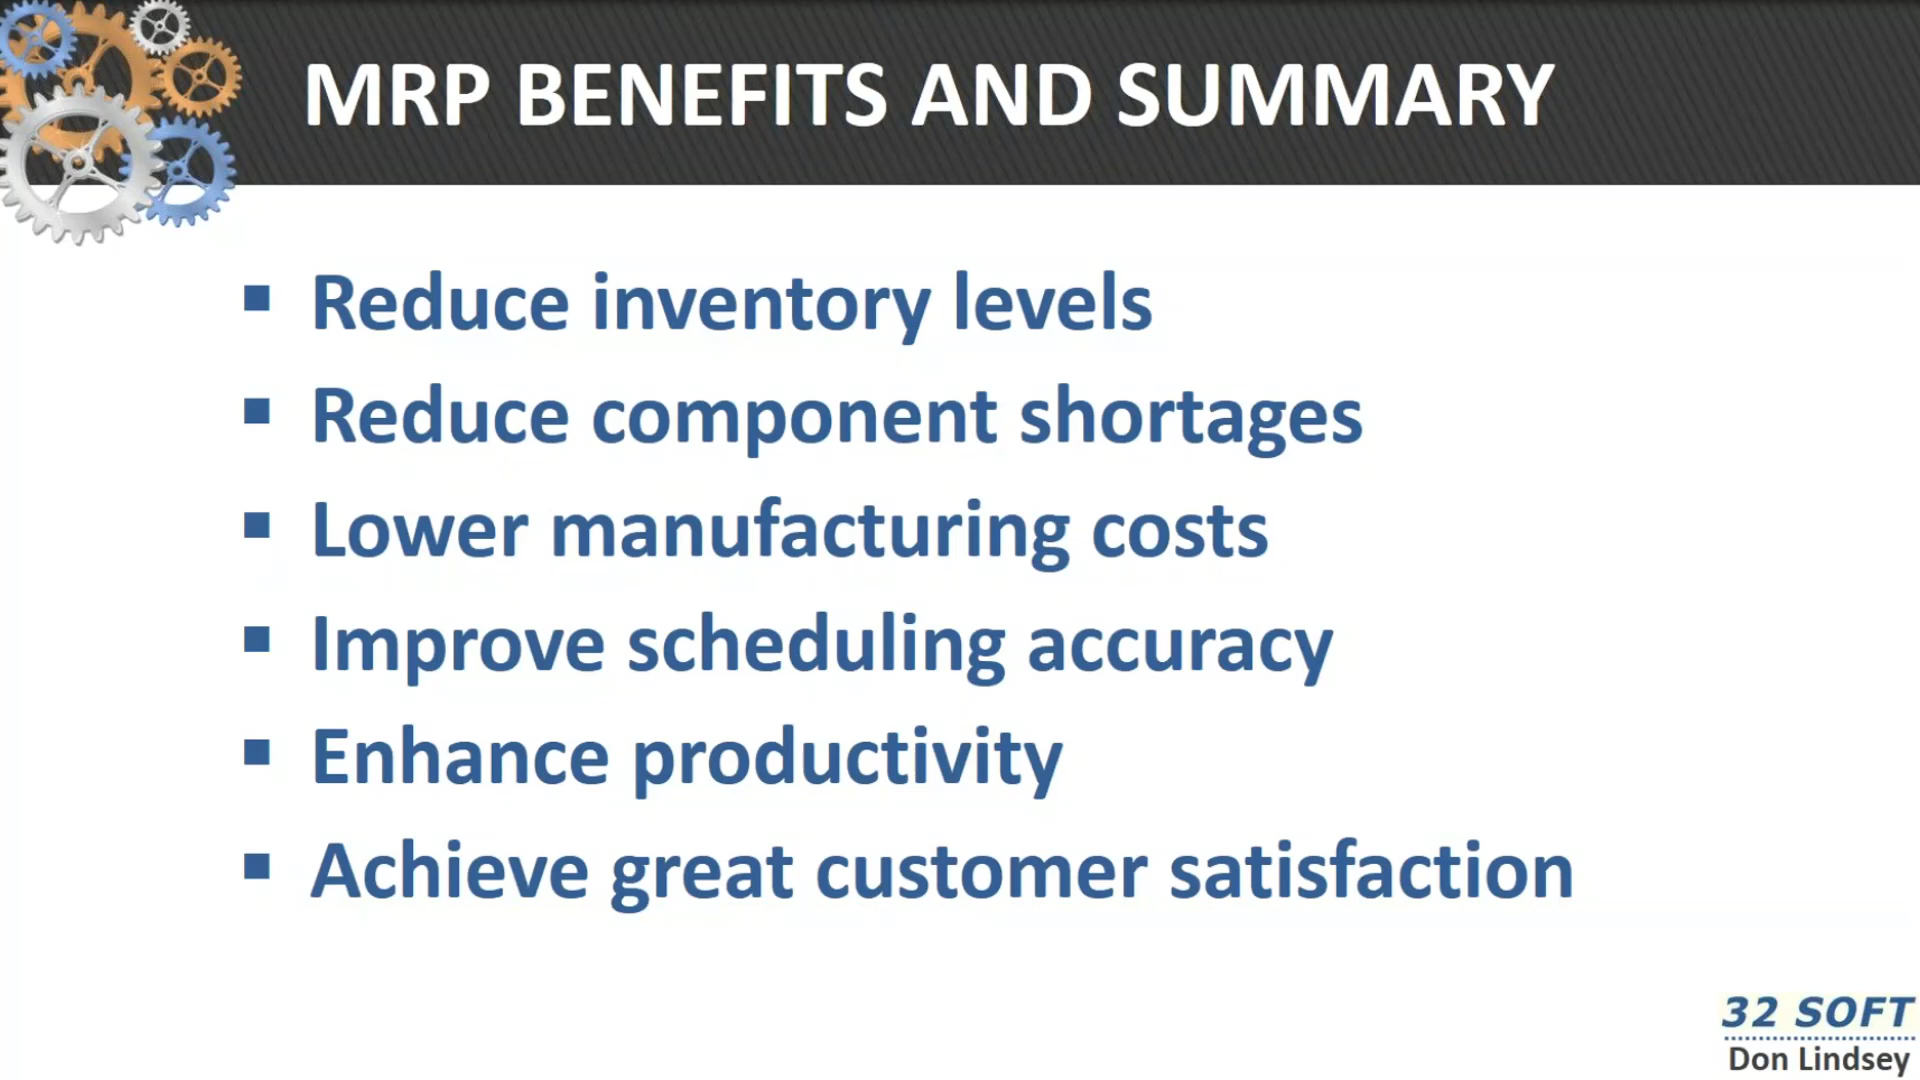 MRP BENEFITS AND SUMMARY
▪ Reduce inventory levels
▪ Reduce component shortages
▪ Lower manufacturing costs
▪ Improve scheduling accuracy
▪ Enhance productivity
▪ Achieve great customer satisfaction
32 SOFT
Don Lindsey